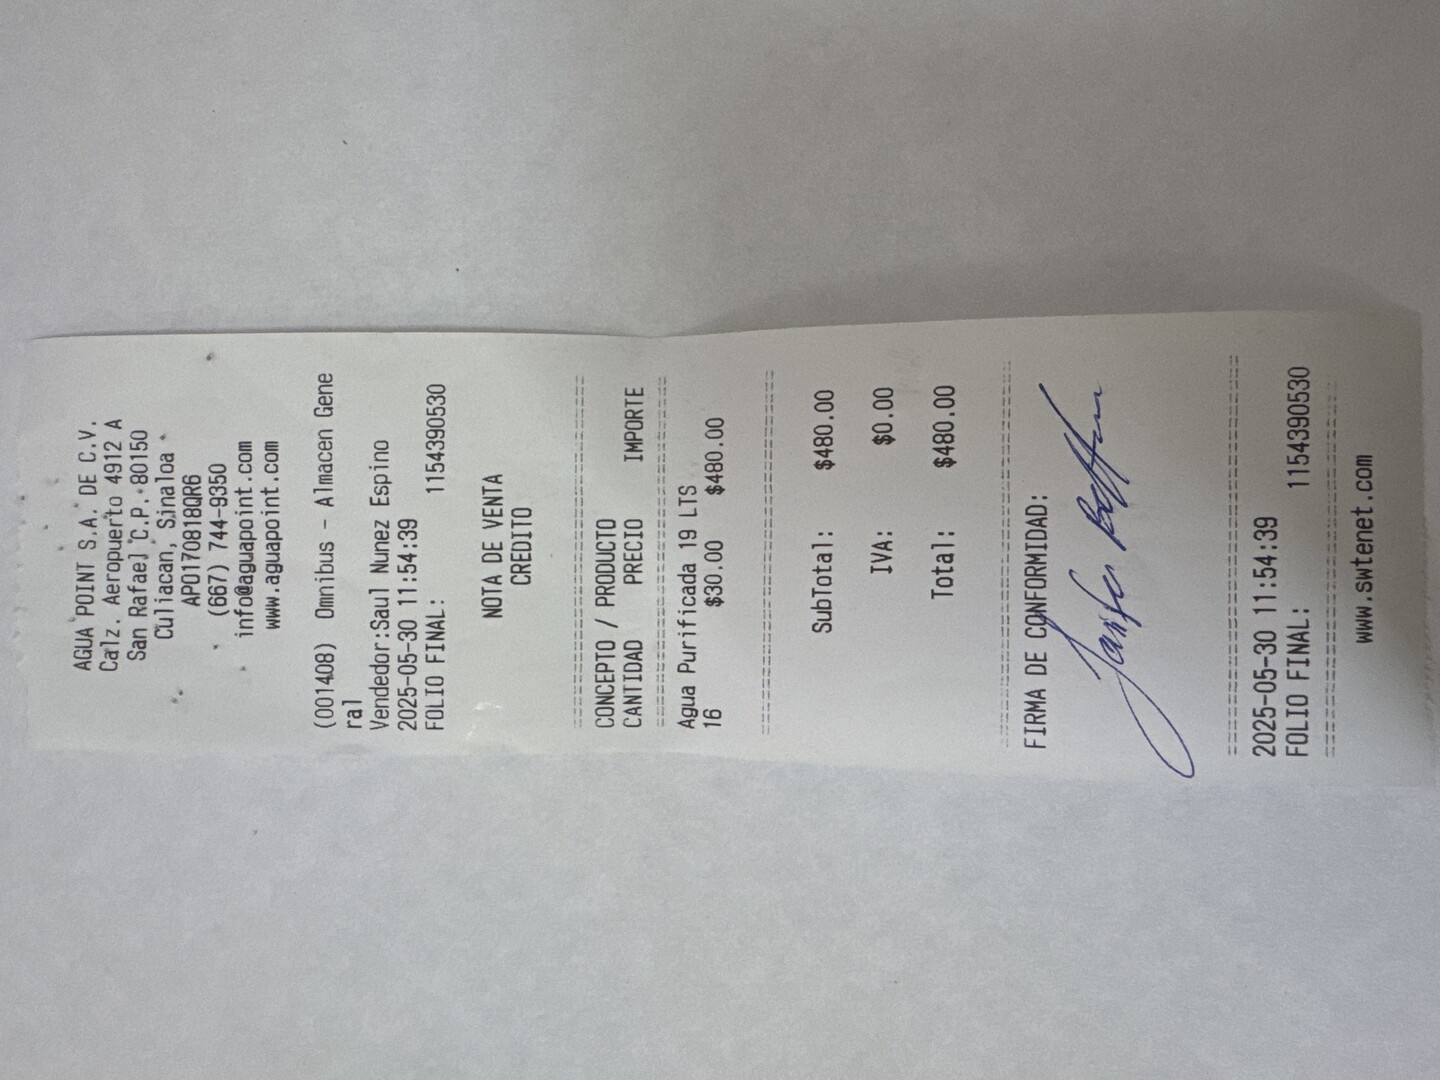 AGUA POINT S.A. DE C.V.
Calz. Aeropuerto 4912 A
San Rafael C.P. 80150
Culiacan, Sinaloa
APO170818QR6
(667) 744-9350
info@aguapoint.com
www.aguapoint.com
(001408) Omnibus - Almacen Gene
ral
Vendedor:Saul Nunez Espino
2025-05-30 11:54:39
FOLIO FINAL: 1154390530
NOTA DE VENTA
CREDITO
CONCEPTO / PRODUCTO
CANTIDAD PRECIO IMPORTE
Agua Purificada 19 LTS
16 $30.00 $480.00
SubTotal: $480.00
IVA: $0.00
Total: $480.00
FIRMA DE CONFORMIDAD:
2025-05-30 11:54:39
FOLIO FINAL: 1154390530
www.swtenet.com